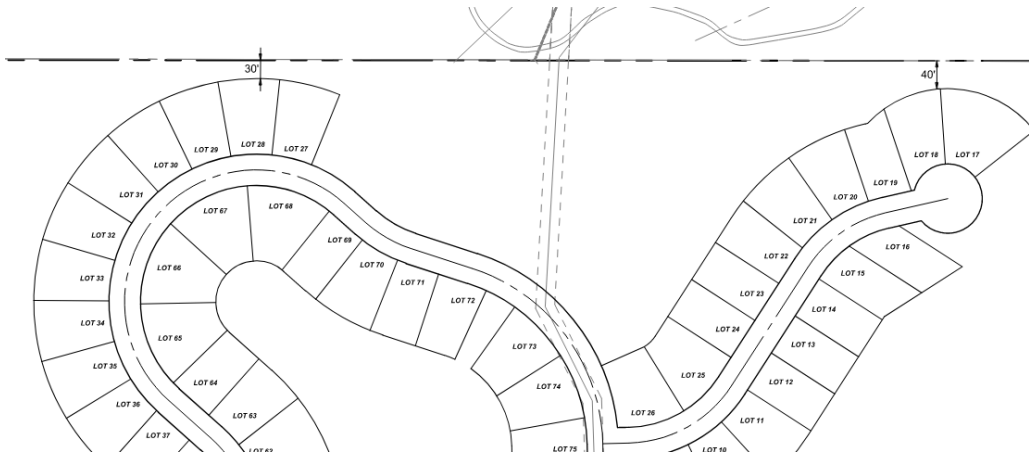 30'
40'
LOT 28
LOT 27
LOT 29
LOT 30
LOT 18
LOT 17
LOT 19
LOT 31
LOT 20
LOT 67
LOT 68
LOT 21
LOT 32
LOT 69
LOT 16
LOT 22
LOT 70
LOT 66
LOT 15
LOT 33
LOT 71
LOT 23
LOT 72
LOT 14
LOT 34
LOT 24
LOT 65
LOT 73
LOT 13
LOT 35
LOT 25
LOT 64
LOT 12
LOT 74
LOT 36
LOT 63
LOT 26
LOT 11
LOT 37
LOT 75
LOT 62
LOT 10